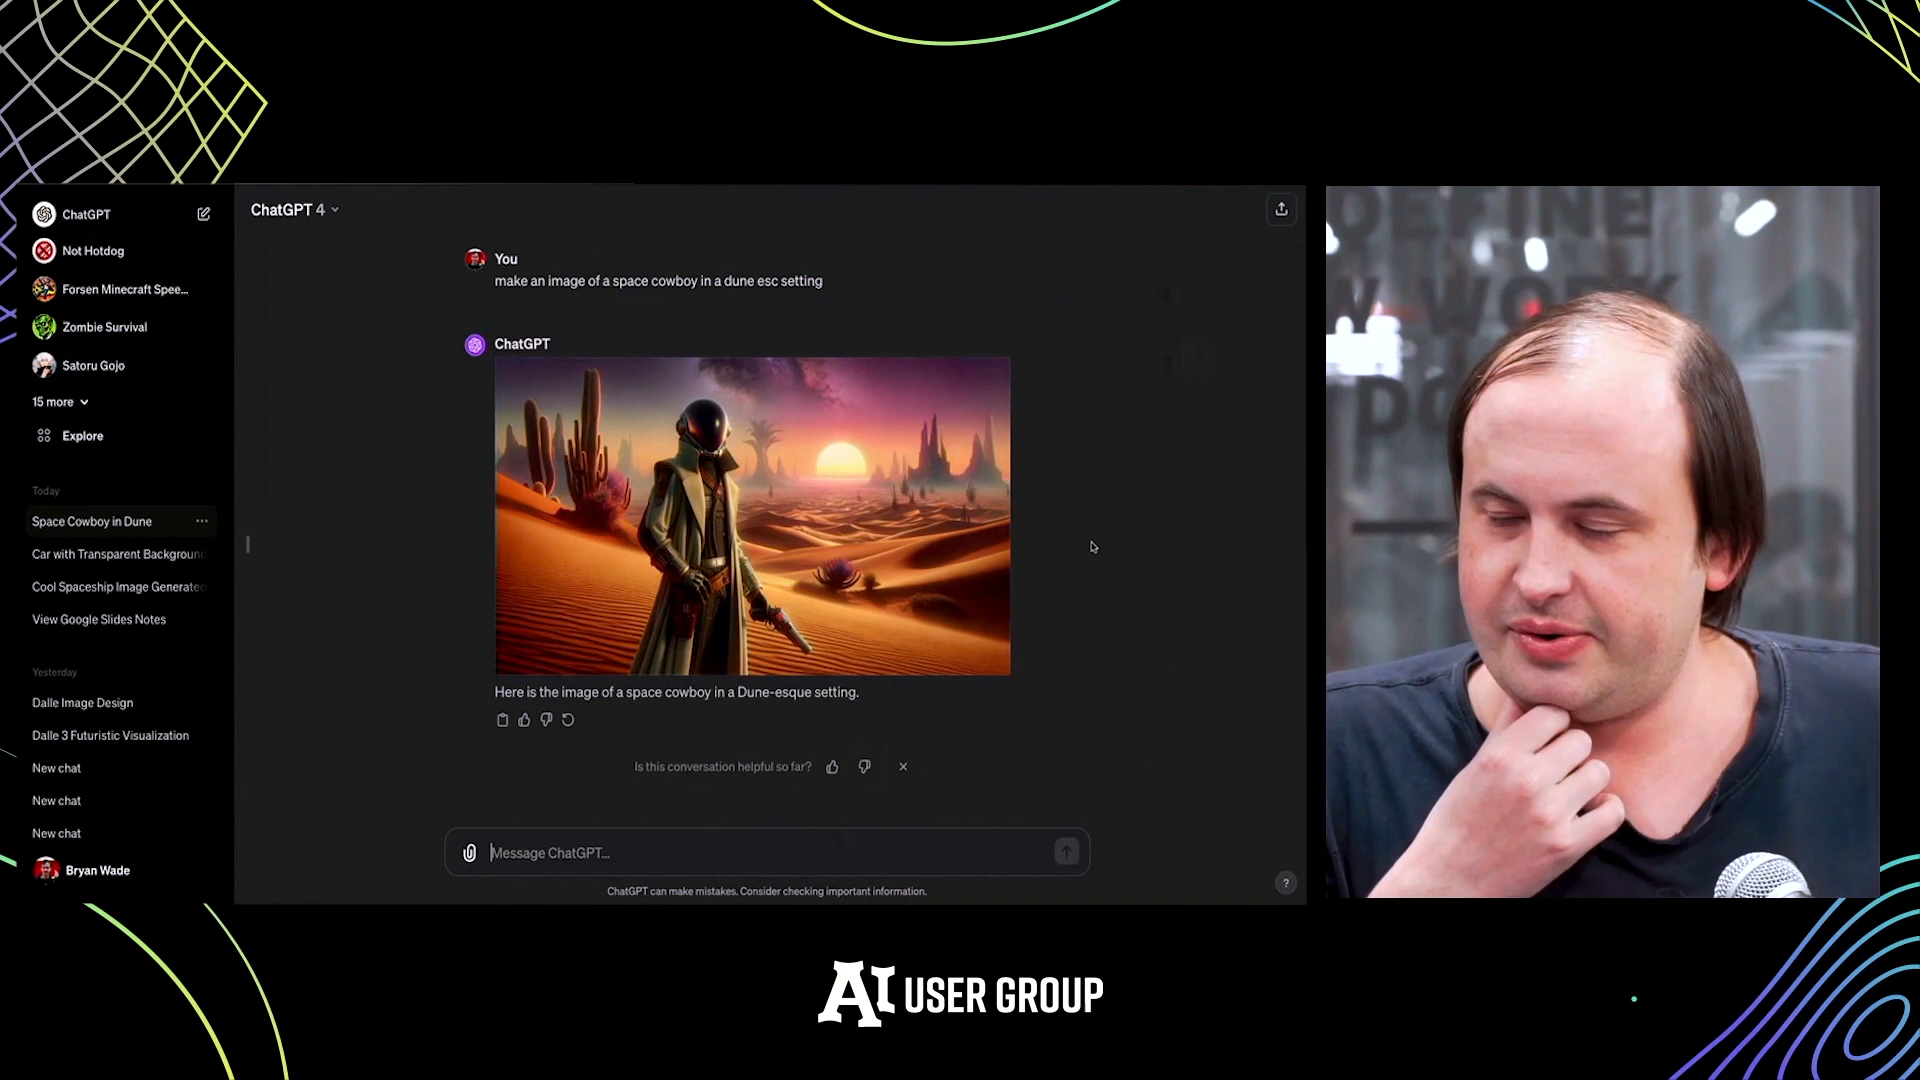 ChatGPT
Not Hotdog
Forsen Minecraft Spee...
Zombie Survival
Satoru Gojo
15 more
Explore
Today
Space Cowboy in Dune
Car with Transparent Background
Cool Spaceship Image Generated
View Google Slides Notes
Yesterday
Dalle Image Design
Dalle 3 Futuristic Visualization
New chat
New chat
New chat
Bryan Wade
ChatGPT 4
You
make an image of a space cowboy in a dune esc setting
ChatGPT
Here is the image of a space cowboy in a Dune-esque setting.
Is this conversation helpful so far?
Message ChatGPT...
ChatGPT can make mistakes. Consider checking important information.
?
DEFINE
WORK
AI USER GROUP